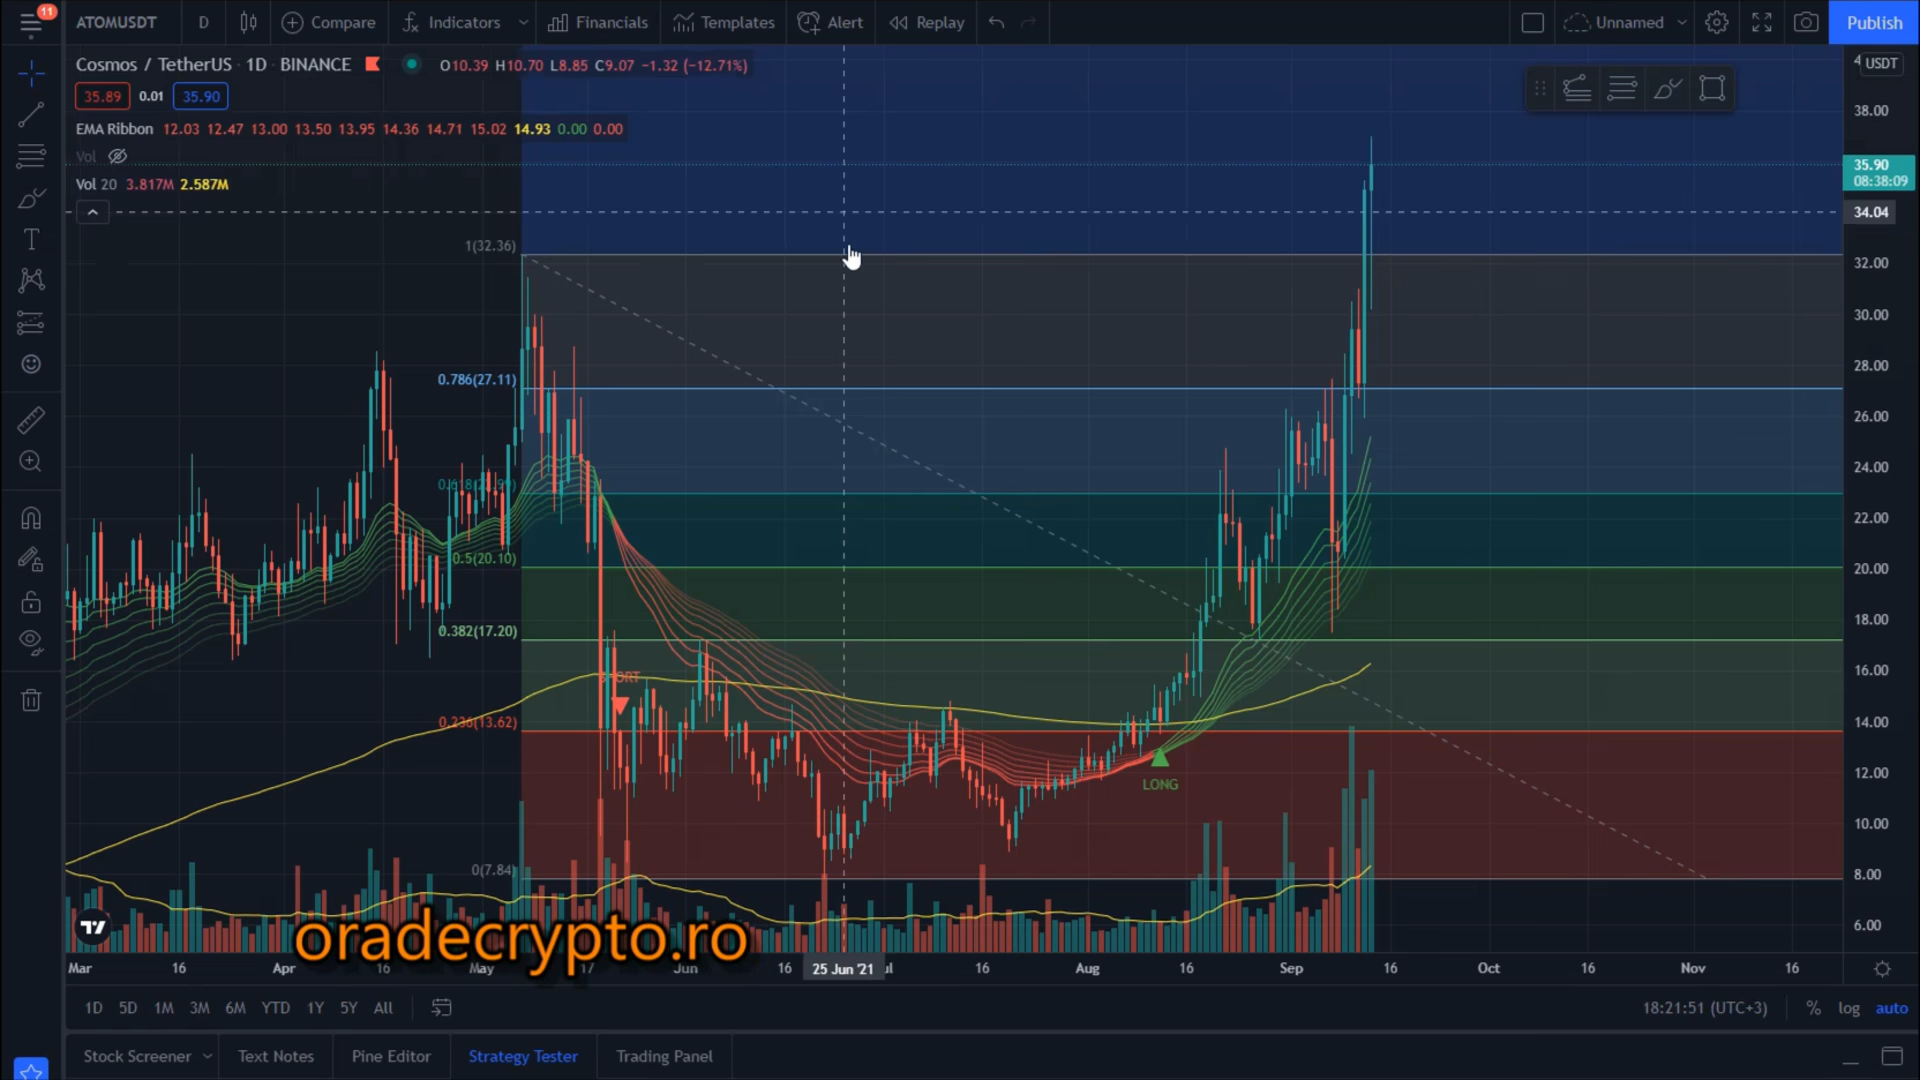 11
ATOMUSDT D Compare Indicators Financials Templates Alert Replay Unnamed Publish
Cosmos / TetherUS · 1D · BINANCE O10.39 H10.70 L8.85 C9.07 −1.32 (−12.71%)
35.89 0.01 35.90
EMA Ribbon 12.03 12.47 13.00 13.50 13.95 14.36 14.71 15.02 14.93 0.00 0.00
Vol
Vol 20 3.817M 2.587M
USDT
38.00
35.90
08:38:09
34.04
32.00
30.00
28.00
26.00
24.00
22.00
20.00
18.00
16.00
14.00
12.00
10.00
8.00
6.00
1(32.36)
0.786(27.11)
0.5(20.10)
0.382(17.20)
0.236(13.62)
0(7.84)
LONG
oradecrypto.ro
Mar 16 Apr 16 May 17 Jun 16 25 Jun '21 16 Aug 16 Sep 16 Oct 16 Nov 16
1D 5D 1M 3M 6M YTD 1Y 5Y All 18:21:51 (UTC+3) % log auto
Stock Screener Text Notes Pine Editor Strategy Tester Trading Panel